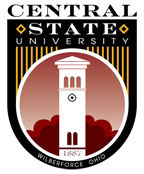 CENTRAL
STATE
UNIVERSITY
1887
WILBERFORCE OHIO